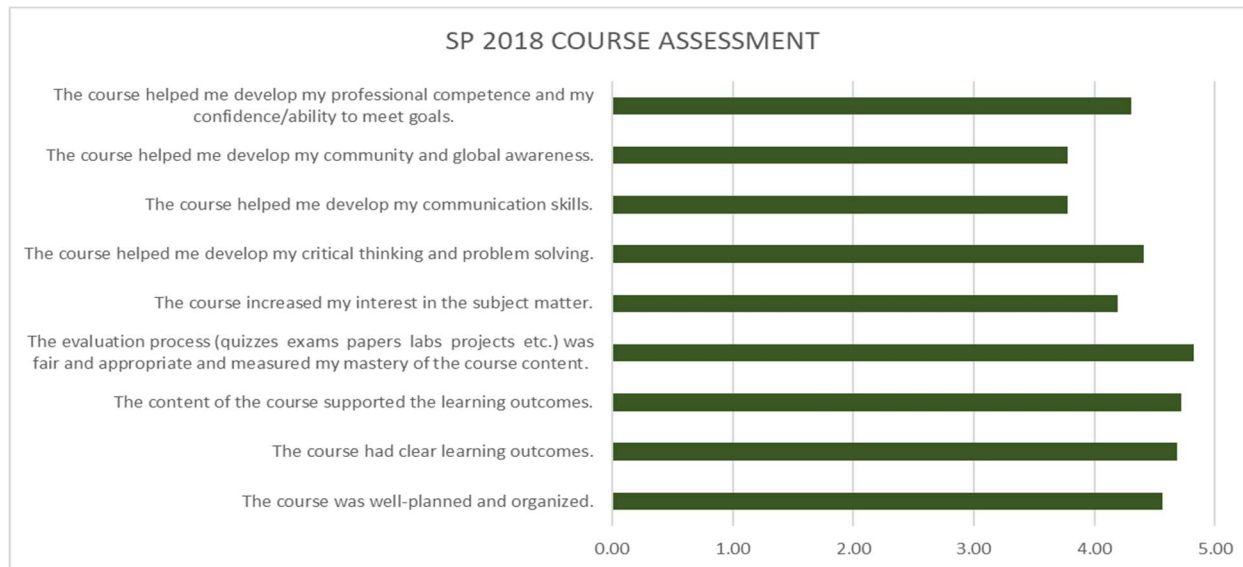 SP 2018 COURSE ASSESSMENT
The course helped me develop my professional competence and my
confidence/ability to meet goals.
The course helped me develop my community and global awareness.
The course helped me develop my communication skills.
The course helped me develop my critical thinking and problem solving.
The course increased my interest in the subject matter.
The evaluation process (quizzes exams papers labs projects etc.) was
fair and appropriate and measured my mastery of the course content.
The content of the course supported the learning outcomes.
The course had clear learning outcomes.
The course was well-planned and organized.
0.00 1.00 2.00 3.00 4.00 5.00